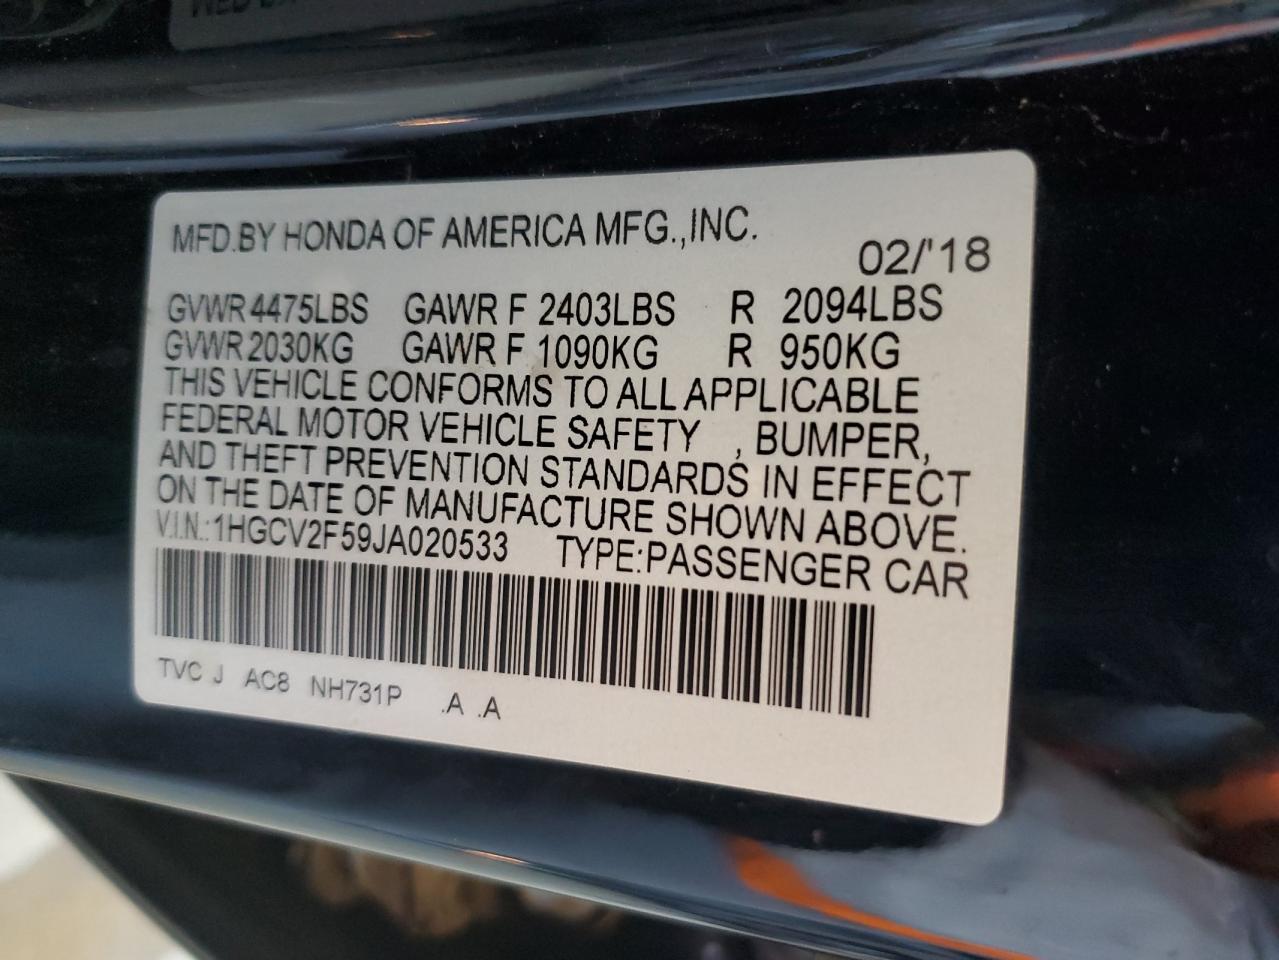 MFD.BY HONDA OF AMERICA MFG.,INC.
02/'18
GVWR 4475LBS GAWR F 2403LBS R 2094LBS
GVWR 2030KG GAWR F 1090KG R 950KG
THIS VEHICLE CONFORMS TO ALL APPLICABLE
FEDERAL MOTOR VEHICLE SAFETY , BUMPER,
AND THEFT PREVENTION STANDARDS IN EFFECT
ON THE DATE OF MANUFACTURE SHOWN ABOVE.
V.I.N.:1HGCV2F59JA020533 TYPE:PASSENGER CAR
TVC J AC8 NH731P .A .A